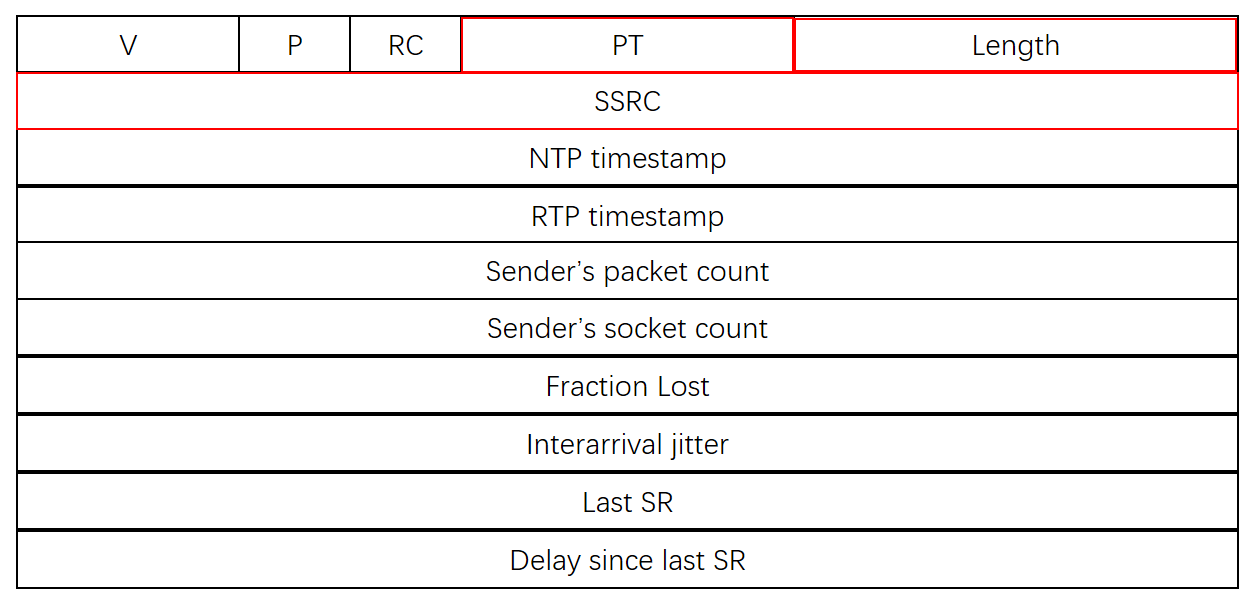 V P RC PT Length
SSRC
NTP timestamp
RTP timestamp
Sender’s packet count
Sender’s socket count
Fraction Lost
Interarrival jitter
Last SR
Delay since last SR